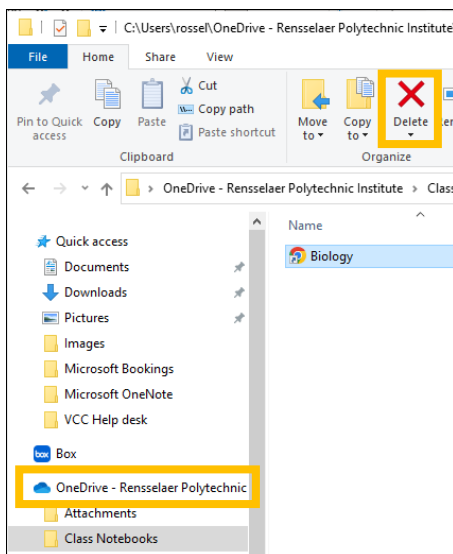 C:\Users\rossel\OneDrive - Rensselaer Polytechnic Institute
File Home Share View
Pin to Quick access
Copy
Paste
Cut
Copy path
Paste shortcut
Move to
Copy to
Delete
Clipboard
Organize
OneDrive - Rensselaer Polytechnic Institute > Class
Name
Quick access
Biology
Documents
Downloads
Pictures
Images
Microsoft Bookings
Microsoft OneNote
VCC Help desk
box Box
OneDrive - Rensselaer Polytechnic
Attachments
Class Notebooks